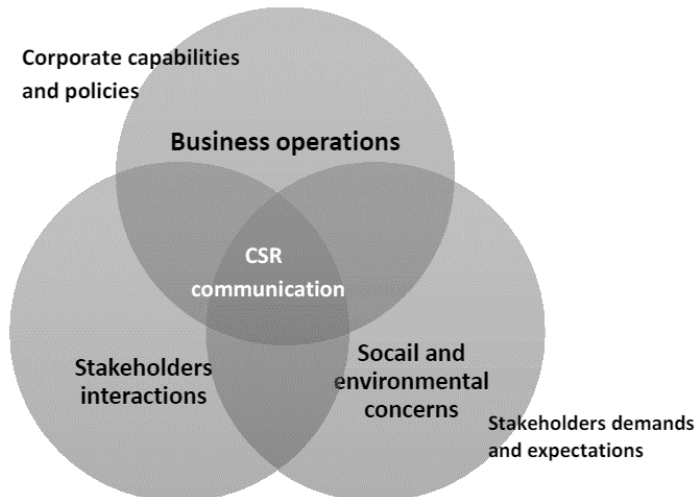 Corporate capabilities
and policies
Business operations
CSR
communication
Stakeholders
interactions
Socail and
environmental
concerns
Stakeholders demands
and expectations